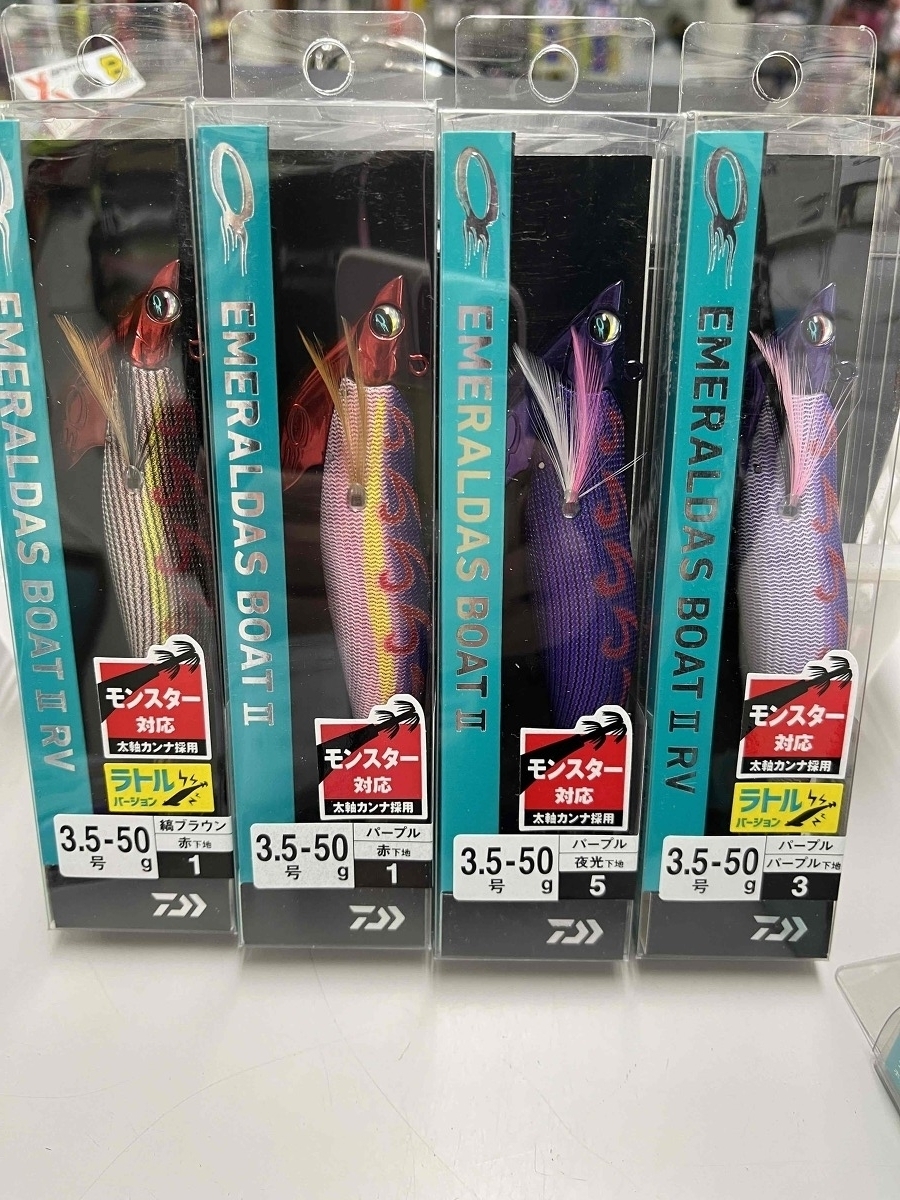 EMERALDAS BOAT II RV
モンスター
対応
太軸カンナ採用
ラトル
バージョン
3.5-50
号 g
縞ブラウン
赤下地
1
EMERALDAS BOAT II
モンスター
対応
太軸カンナ採用
3.5-50
号 g
パープル
赤下地
1
EMERALDAS BOAT II
モンスター
対応
太軸カンナ採用
3.5-50
号 g
パープル
夜光下地
5
EMERALDAS BOAT II RV
モンスター
対応
太軸カンナ採用
ラトル
バージョン
3.5-50
号 g
パープル
パープル下地
3